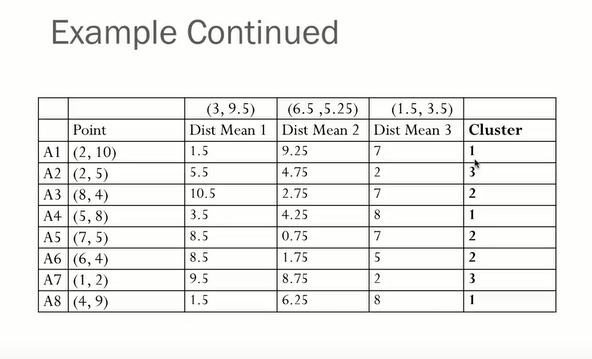 Example Continued
(3, 9.5) (6.5 ,5.25) (1.5, 3.5)
Point Dist Mean 1 Dist Mean 2 Dist Mean 3 Cluster
A1 (2, 10) 1.5 9.25 7 1
A2 (2, 5) 5.5 4.75 2 3
A3 (8, 4) 10.5 2.75 7 2
A4 (5, 8) 3.5 4.25 8 1
A5 (7, 5) 8.5 0.75 7 2
A6 (6, 4) 8.5 1.75 5 2
A7 (1, 2) 9.5 8.75 2 3
A8 (4, 9) 1.5 6.25 8 1